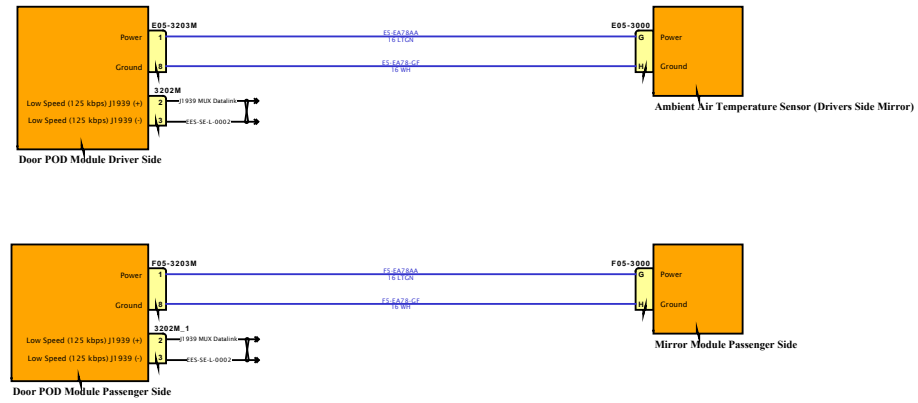 E05-3203M
E05-3000
Power 1
E5-EA78AA
16 LTGN
G Power
Ground 8
E5-EA78-GF
16 WH
H Ground
3202M
Low Speed (125 kbps) J1939 (+) 2 J1939 MUX Datalink
Low Speed (125 kbps) J1939 (-) 3 EES-SE-L-0002
Ambient Air Temperature Sensor (Drivers Side Mirror)
Door POD Module Driver Side
F05-3203M
F05-3000
Power 1
F5-EA78AA
16 LTGN
G Power
Ground 8
F5-EA78-GF
16 WH
H Ground
3202M_1
Low Speed (125 kbps) J1939 (+) 2 J1939 MUX Datalink
Low Speed (125 kbps) J1939 (-) 3 EES-SE-L-0002
Mirror Module Passenger Side
Door POD Module Passenger Side